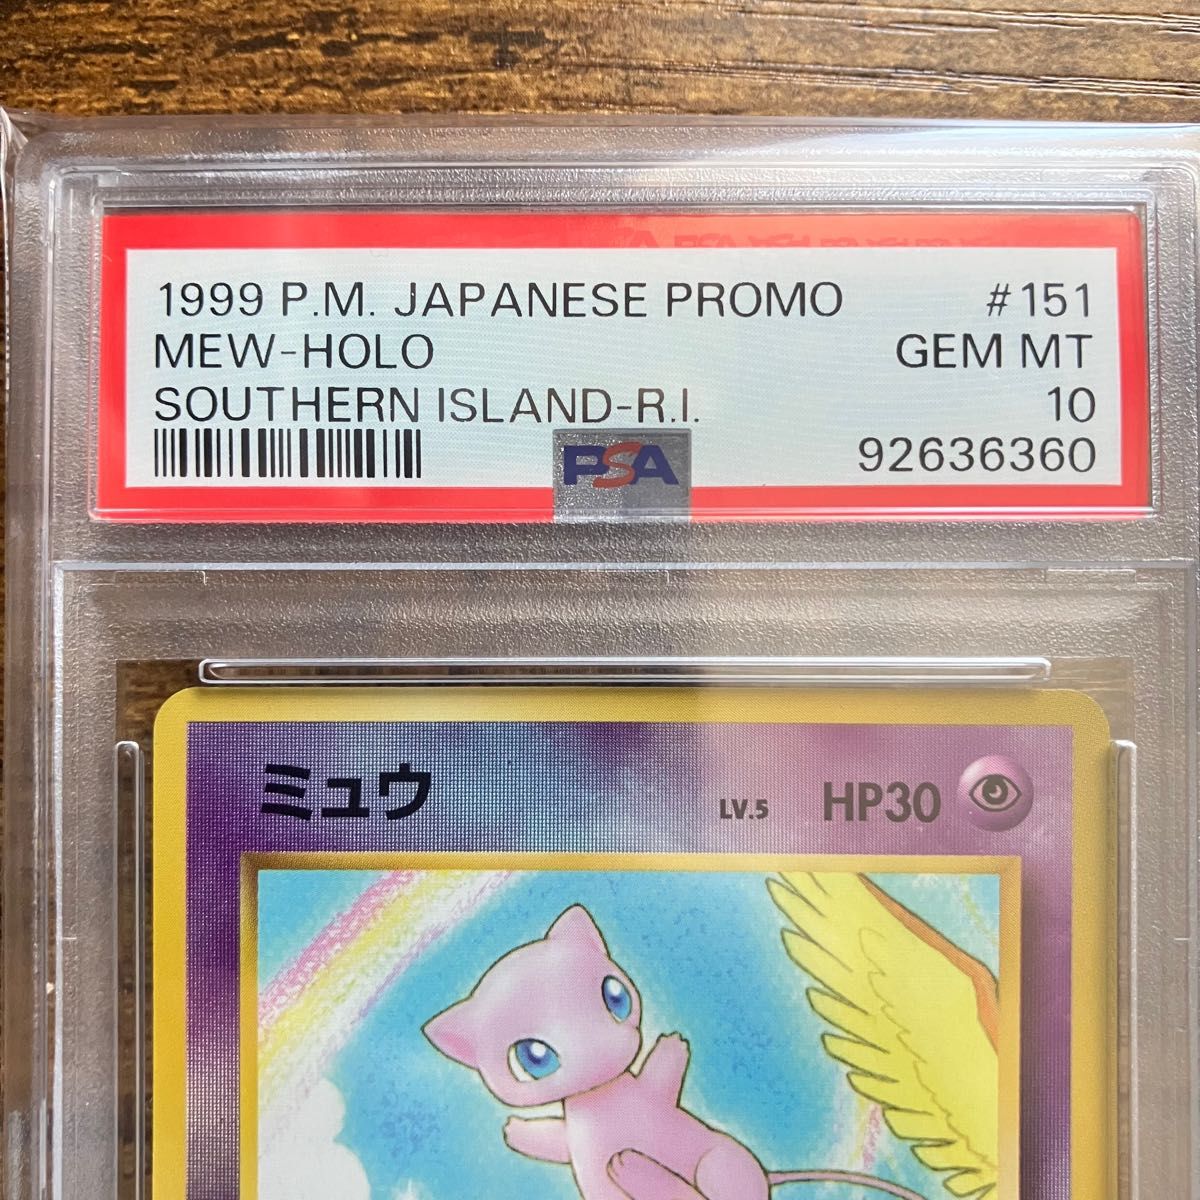 1999 P.M. JAPANESE PROMO #151
MEW-HOLO GEM MT
SOUTHERN ISLAND-R.I. 10
PSA 92636360
ミュウ LV.5 HP30